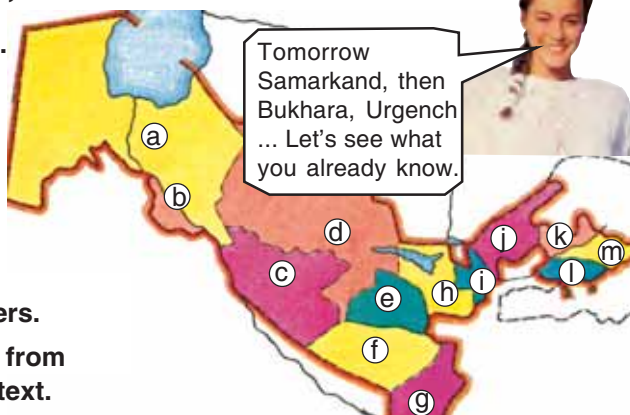 .
Tomorrow
Samarkand, then
Bukhara, Urgench
... Let's see what
you already know.
a
b
c
d
e
f
g
h
i
j
k
l
m
ers.
from
text.